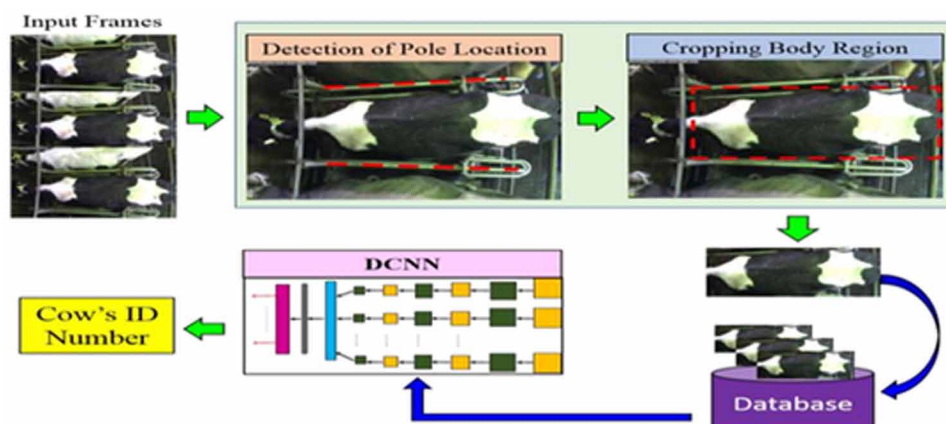 Input Frames
Detection of Pole Location
Cropping Body Region
DCNN
Cow's ID
Number
Database